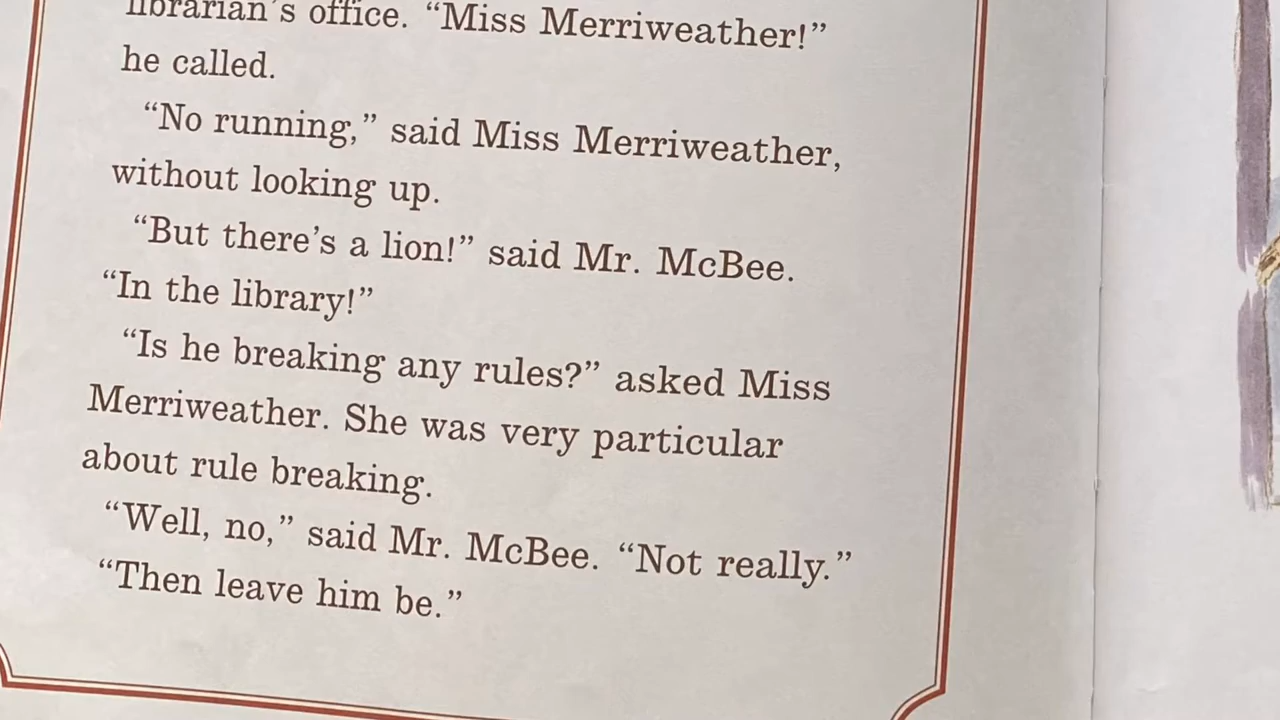 librarian's office. “Miss Merriweather!”
he called.
“No running,” said Miss Merriweather,
without looking up.
“But there's a lion!” said Mr. McBee.
“In the library!”
“Is he breaking any rules?” asked Miss
Merriweather. She was very particular
about rule breaking.
“Well, no,” said Mr. McBee. “Not really.”
“Then leave him be.”